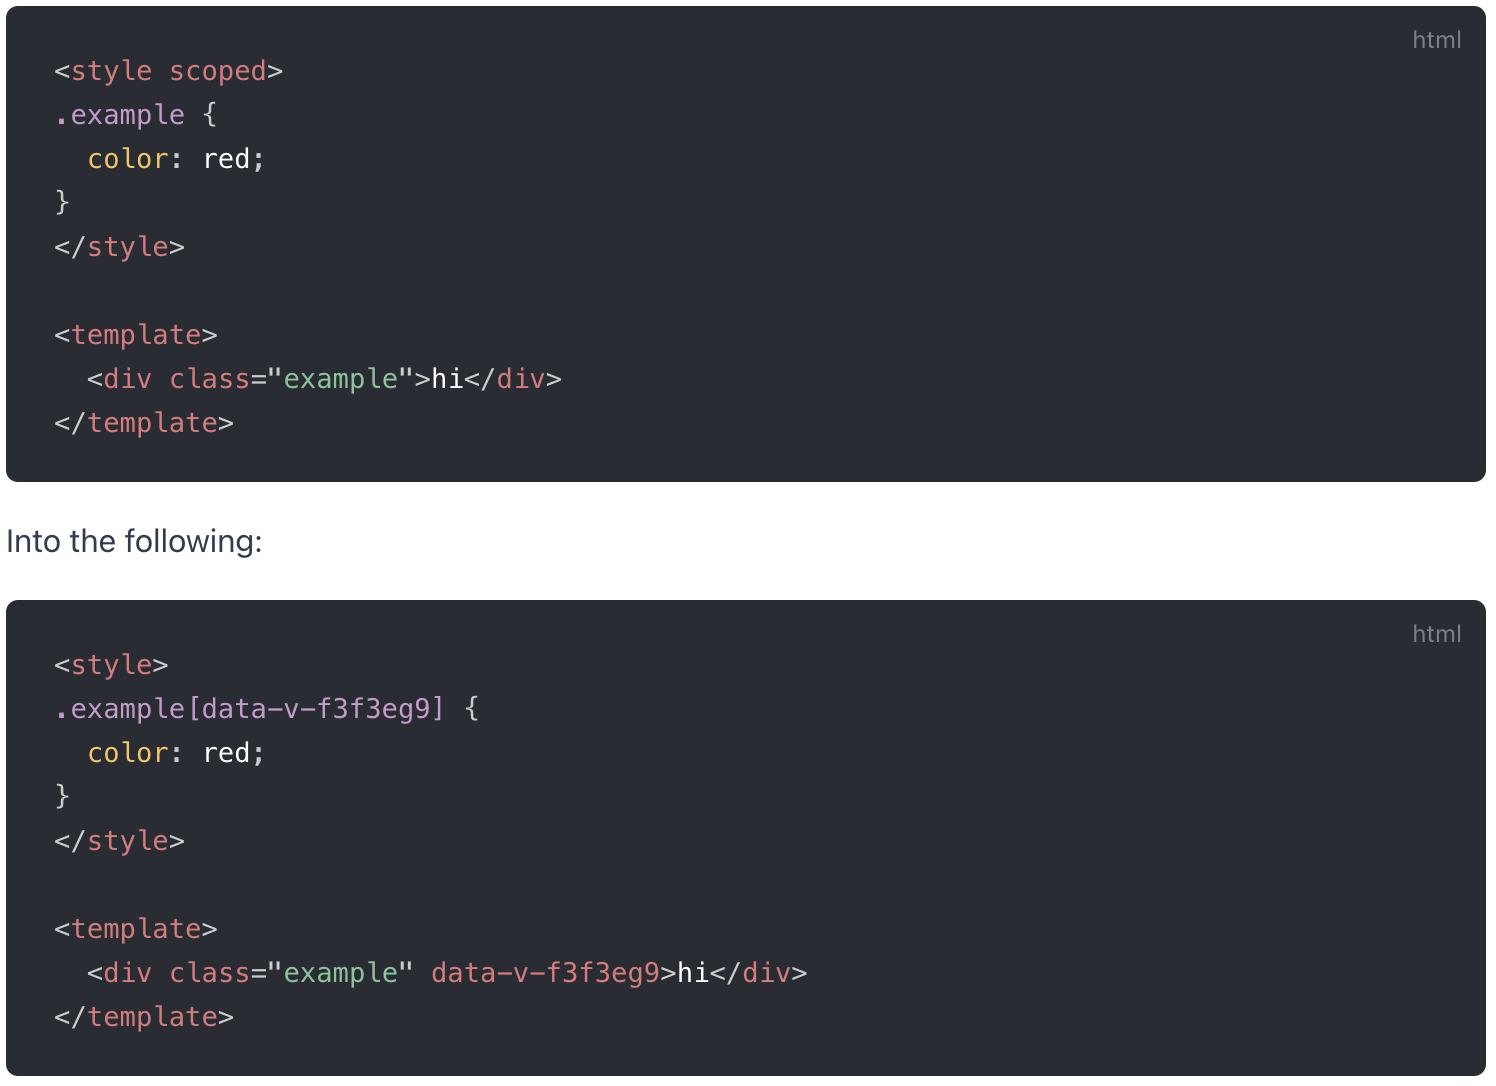 html
<style scoped>
.example {
  color: red;
}
</style>

<template>
  <div class="example">hi</div>
</template>
Into the following:
html
<style>
.example[data-v-f3f3eg9] {
  color: red;
}
</style>

<template>
  <div class="example" data-v-f3f3eg9>hi</div>
</template>